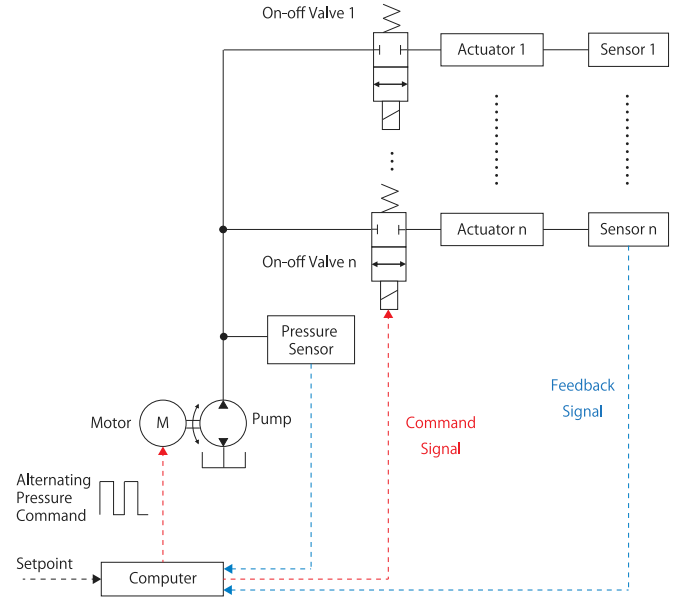 On-off Valve 1
Actuator 1
Sensor 1
Actuator n
Sensor n
On-off Valve n
Pressure
Sensor
Feedback
Signal
Motor
M
Pump
Command
Signal
Alternating
Pressure
Command
Setpoint
Computer